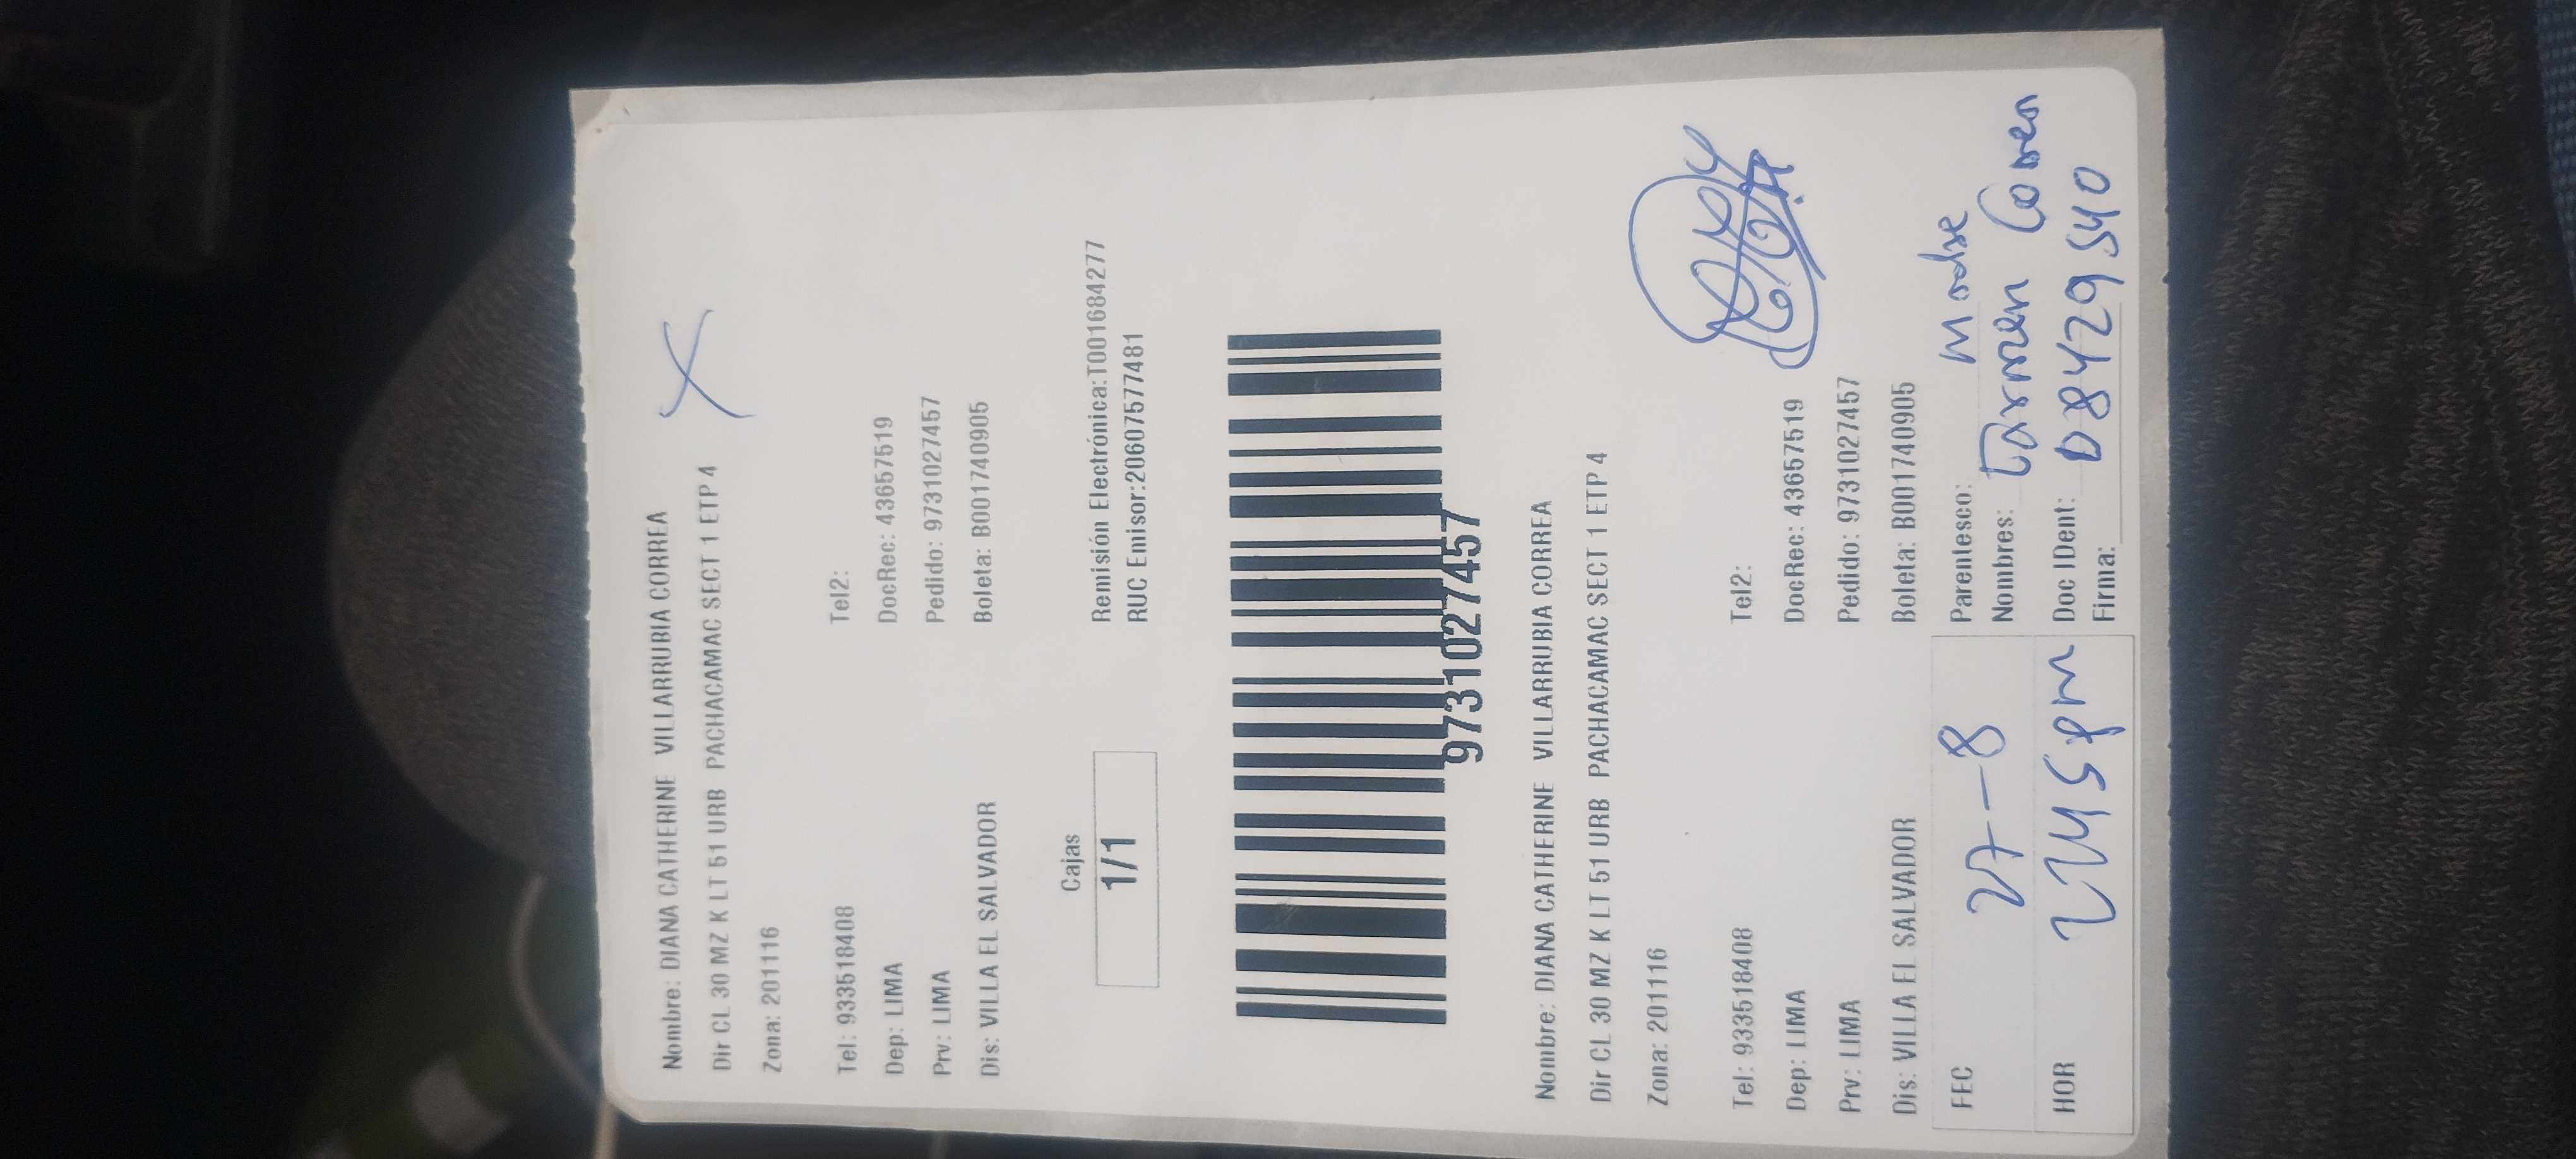 Nombre: DIANA CATHERINE VILLARRUBIA CORREA
Dir CL 30 MZ K LT 51 URB PACHACAMAC SECT 1 ETP 4
Zona: 201116
Tel: 933518408 Tel2:
Dep: LIMA DocRec: 43657519
Prv: LIMA Pedido: 9731027457
Dis: VILLA EL SALVADOR Boleta: B001740905
Cajas
1/1
Remisión Electrónica:T001684277
RUC Emisor:20607577481
9731027457
Nombre: DIANA CATHERINE VILLARRUBIA CORREA
Dir CL 30 MZ K LT 51 URB PACHACAMAC SECT 1 ETP 4
Zona: 201116
Tel: 933518408 Tel2:
Dep: LIMA DocRec: 43657519
Prv: LIMA Pedido: 9731027457
Dis: VILLA EL SALVADOR Boleta: B001740905
FEC 27-8 Parentesco: Madre
Nombres: Carmen Correa
HOR Doc IDent: 08429540
Firma: